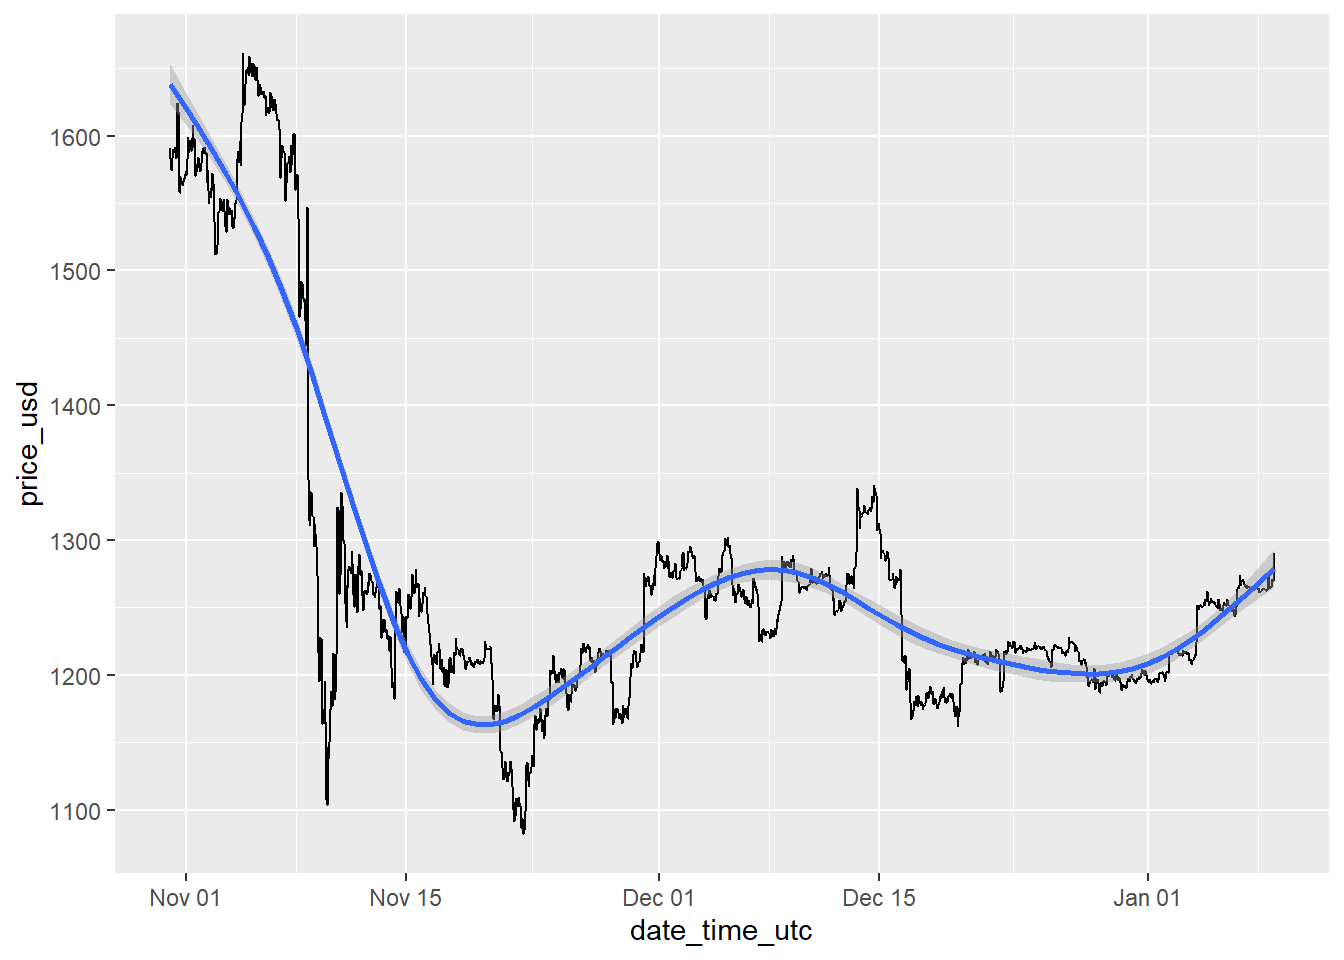 price_usd
1600
1500
1400
1300
1200
1100
Nov 01
Nov 15
Dec 01
Dec 15
Jan 01
date_time_utc